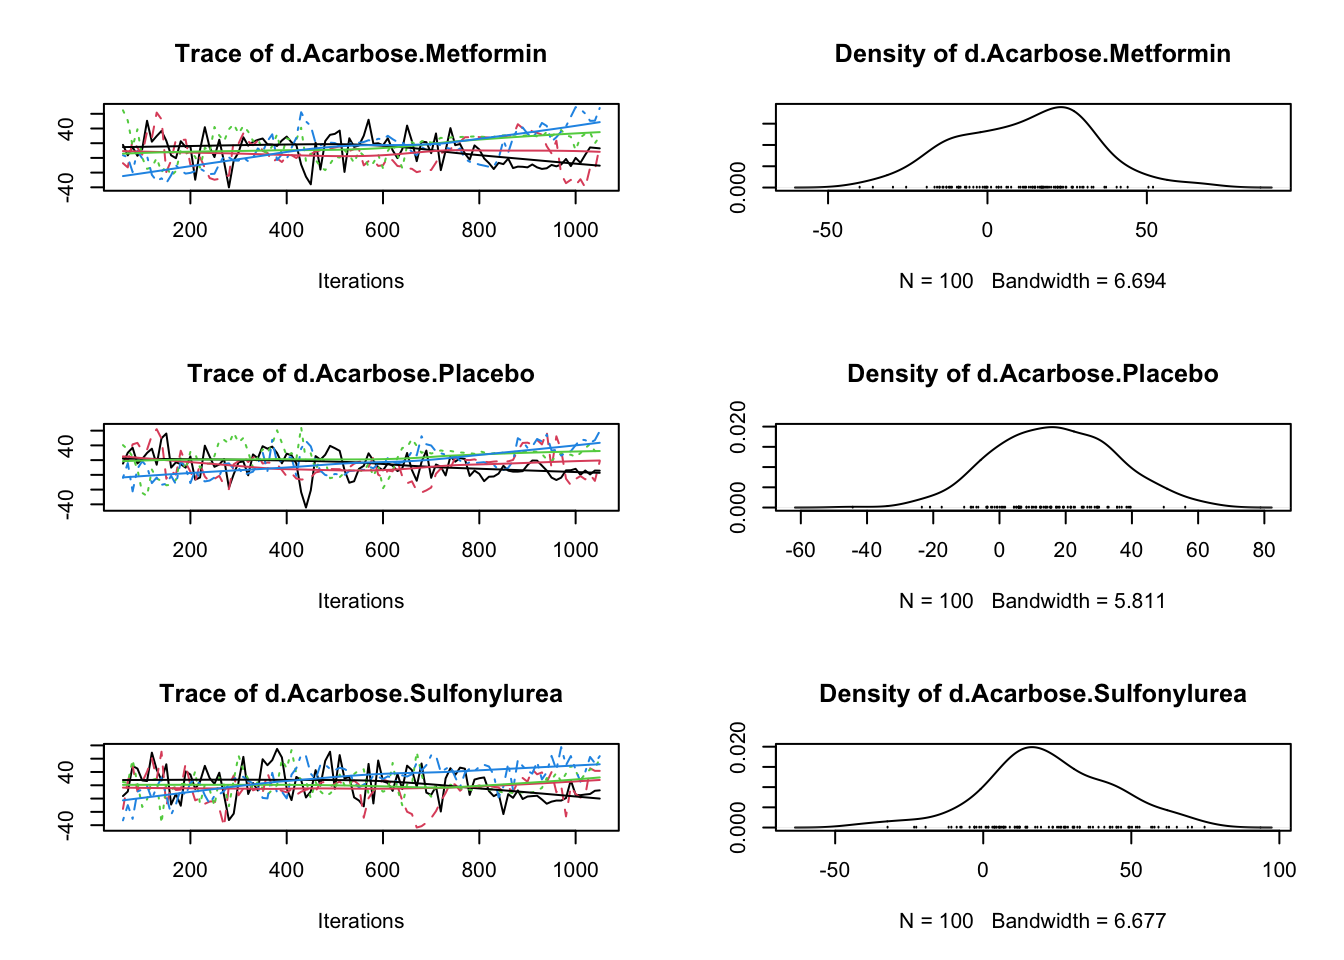 Trace of d.Acarbose.Metformin
40
-40
200 400 600 800 1000
Iterations
Density of d.Acarbose.Metformin
0.000
-50 0 50
N = 100 Bandwidth = 6.694
Trace of d.Acarbose.Placebo
40
-40
200 400 600 800 1000
Iterations
Density of d.Acarbose.Placebo
0.020
0.000
-60 -40 -20 0 20 40 60 80
N = 100 Bandwidth = 5.811
Trace of d.Acarbose.Sulfonylurea
40
-40
200 400 600 800 1000
Iterations
Density of d.Acarbose.Sulfonylurea
0.020
0.000
-50 0 50 100
N = 100 Bandwidth = 6.677